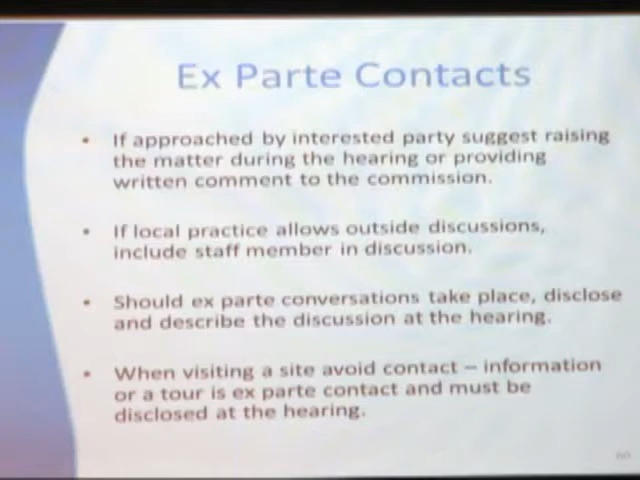 Ex Parte Contacts
• If approached by interested party suggest raising
the matter during the hearing or providing
written comment to the commission.
• If local practice allows outside discussions,
include staff member in discussion.
• Should ex parte conversations take place, disclose
and describe the discussion at the hearing.
• When visiting a site avoid contact – information
or a tour is ex parte contact and must be
disclosed at the hearing.